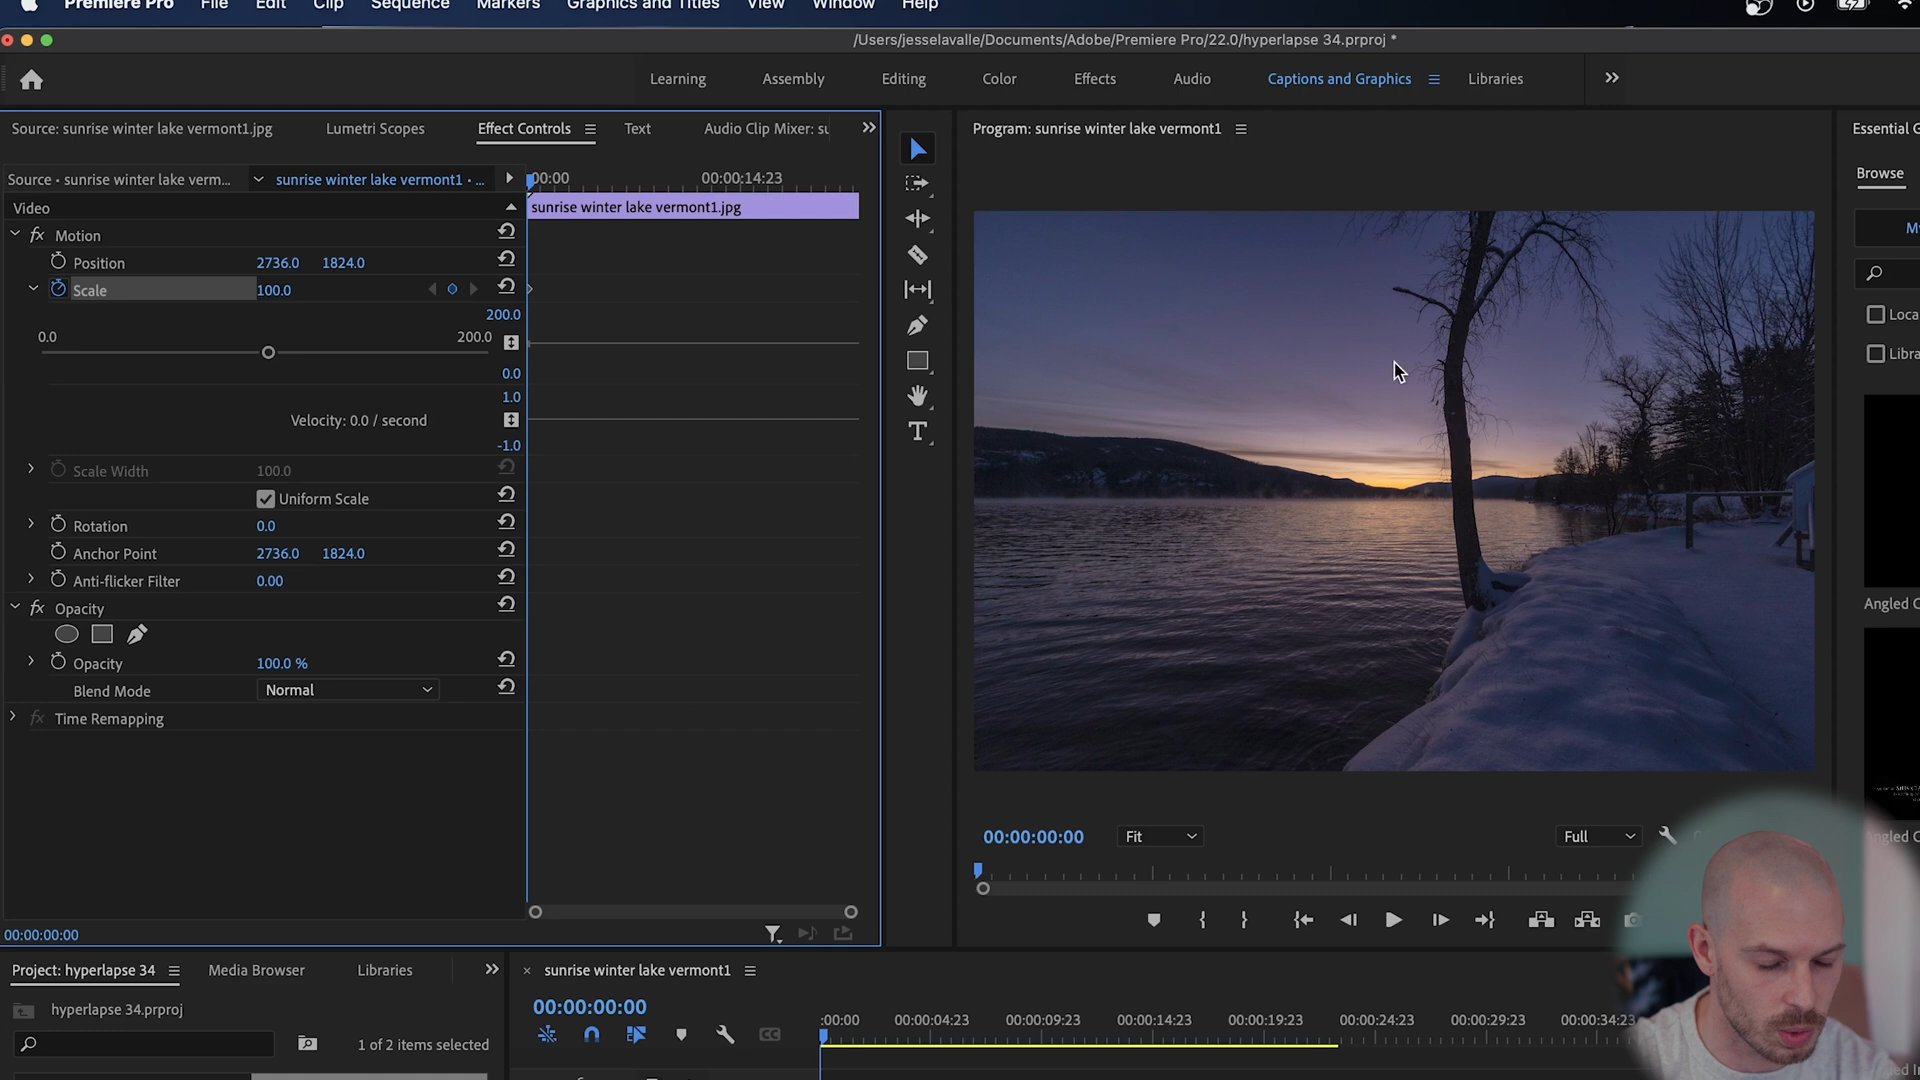 Premiere Pro File Edit Clip Sequence Markers Graphics and Titles View Window Help
/Users/jesselavalle/Documents/Adobe/Premiere Pro/22.0/hyperlapse 34.prproj *
Learning Assembly Editing Color Effects Audio Captions and Graphics Libraries
Source: sunrise winter lake vermont1.jpg Lumetri Scopes Effect Controls Text Audio Clip Mixer: su
Program: sunrise winter lake vermont1
Essential G
Browse
Source • sunrise winter lake verm... sunrise winter lake vermont1 • ... :00:00 00:00:14:23
Video sunrise winter lake vermont1.jpg
fx Motion
Position 2736.0 1824.0
Scale 100.0
200.0
0.0 200.0
0.0
1.0
Velocity: 0.0 / second
-1.0
Scale Width 100.0
Uniform Scale
Rotation 0.0
Anchor Point 2736.0 1824.0
Anti-flicker Filter 0.00
fx Opacity
Opacity 100.0 %
Blend Mode Normal
fx Time Remapping
00:00:00:00
My
Loca
Libra
Angled C
Angled C
00:00:00:00 Fit Full
Project: hyperlapse 34 Media Browser Libraries
hyperlapse 34.prproj
1 of 2 items selected
× sunrise winter lake vermont1
00:00:00:00
:00:00 00:00:04:23 00:00:09:23 00:00:14:23 00:00:19:23 00:00:24:23 00:00:29:23 00:00:34:23
CC